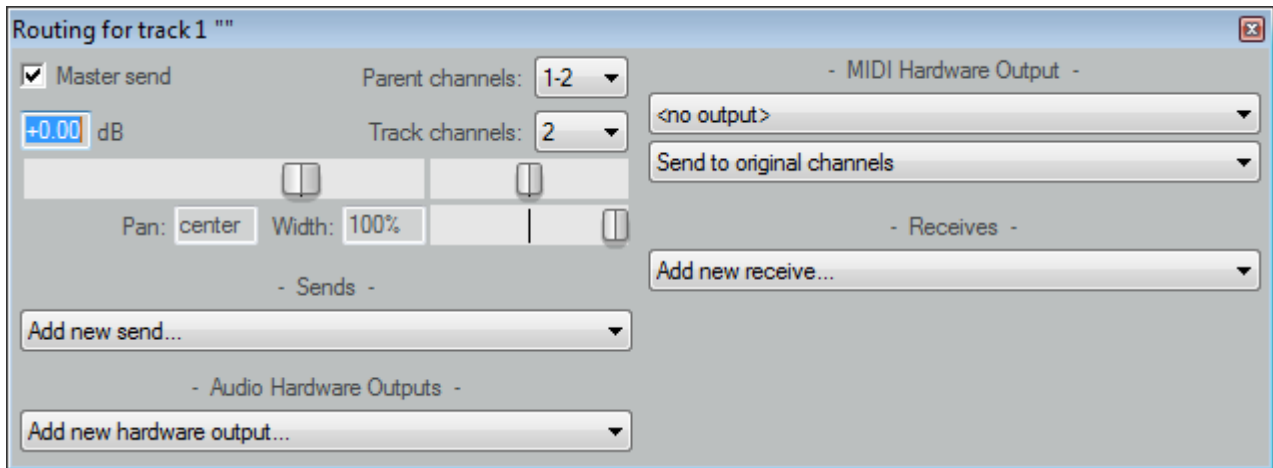 Routing for track 1 ""
Master send
Parent channels: 1-2
+0.00 dB
Track channels: 2
Pan: center Width: 100%
- Sends -
Add new send...
- Audio Hardware Outputs -
Add new hardware output...
- MIDI Hardware Output -
<no output>
Send to original channels
- Receives -
Add new receive...